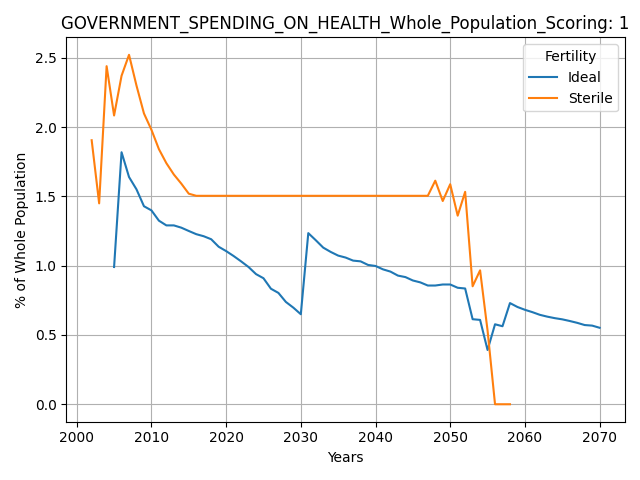 GOVERNMENT_SPENDING_ON_HEALTH_Whole_Population_Scoring: 1
Fertility
Ideal
Sterile
% of Whole Population
2.5
2.0
1.5
1.0
0.5
0.0
2000 2010 2020 2030 2040 2050 2060 2070
Years